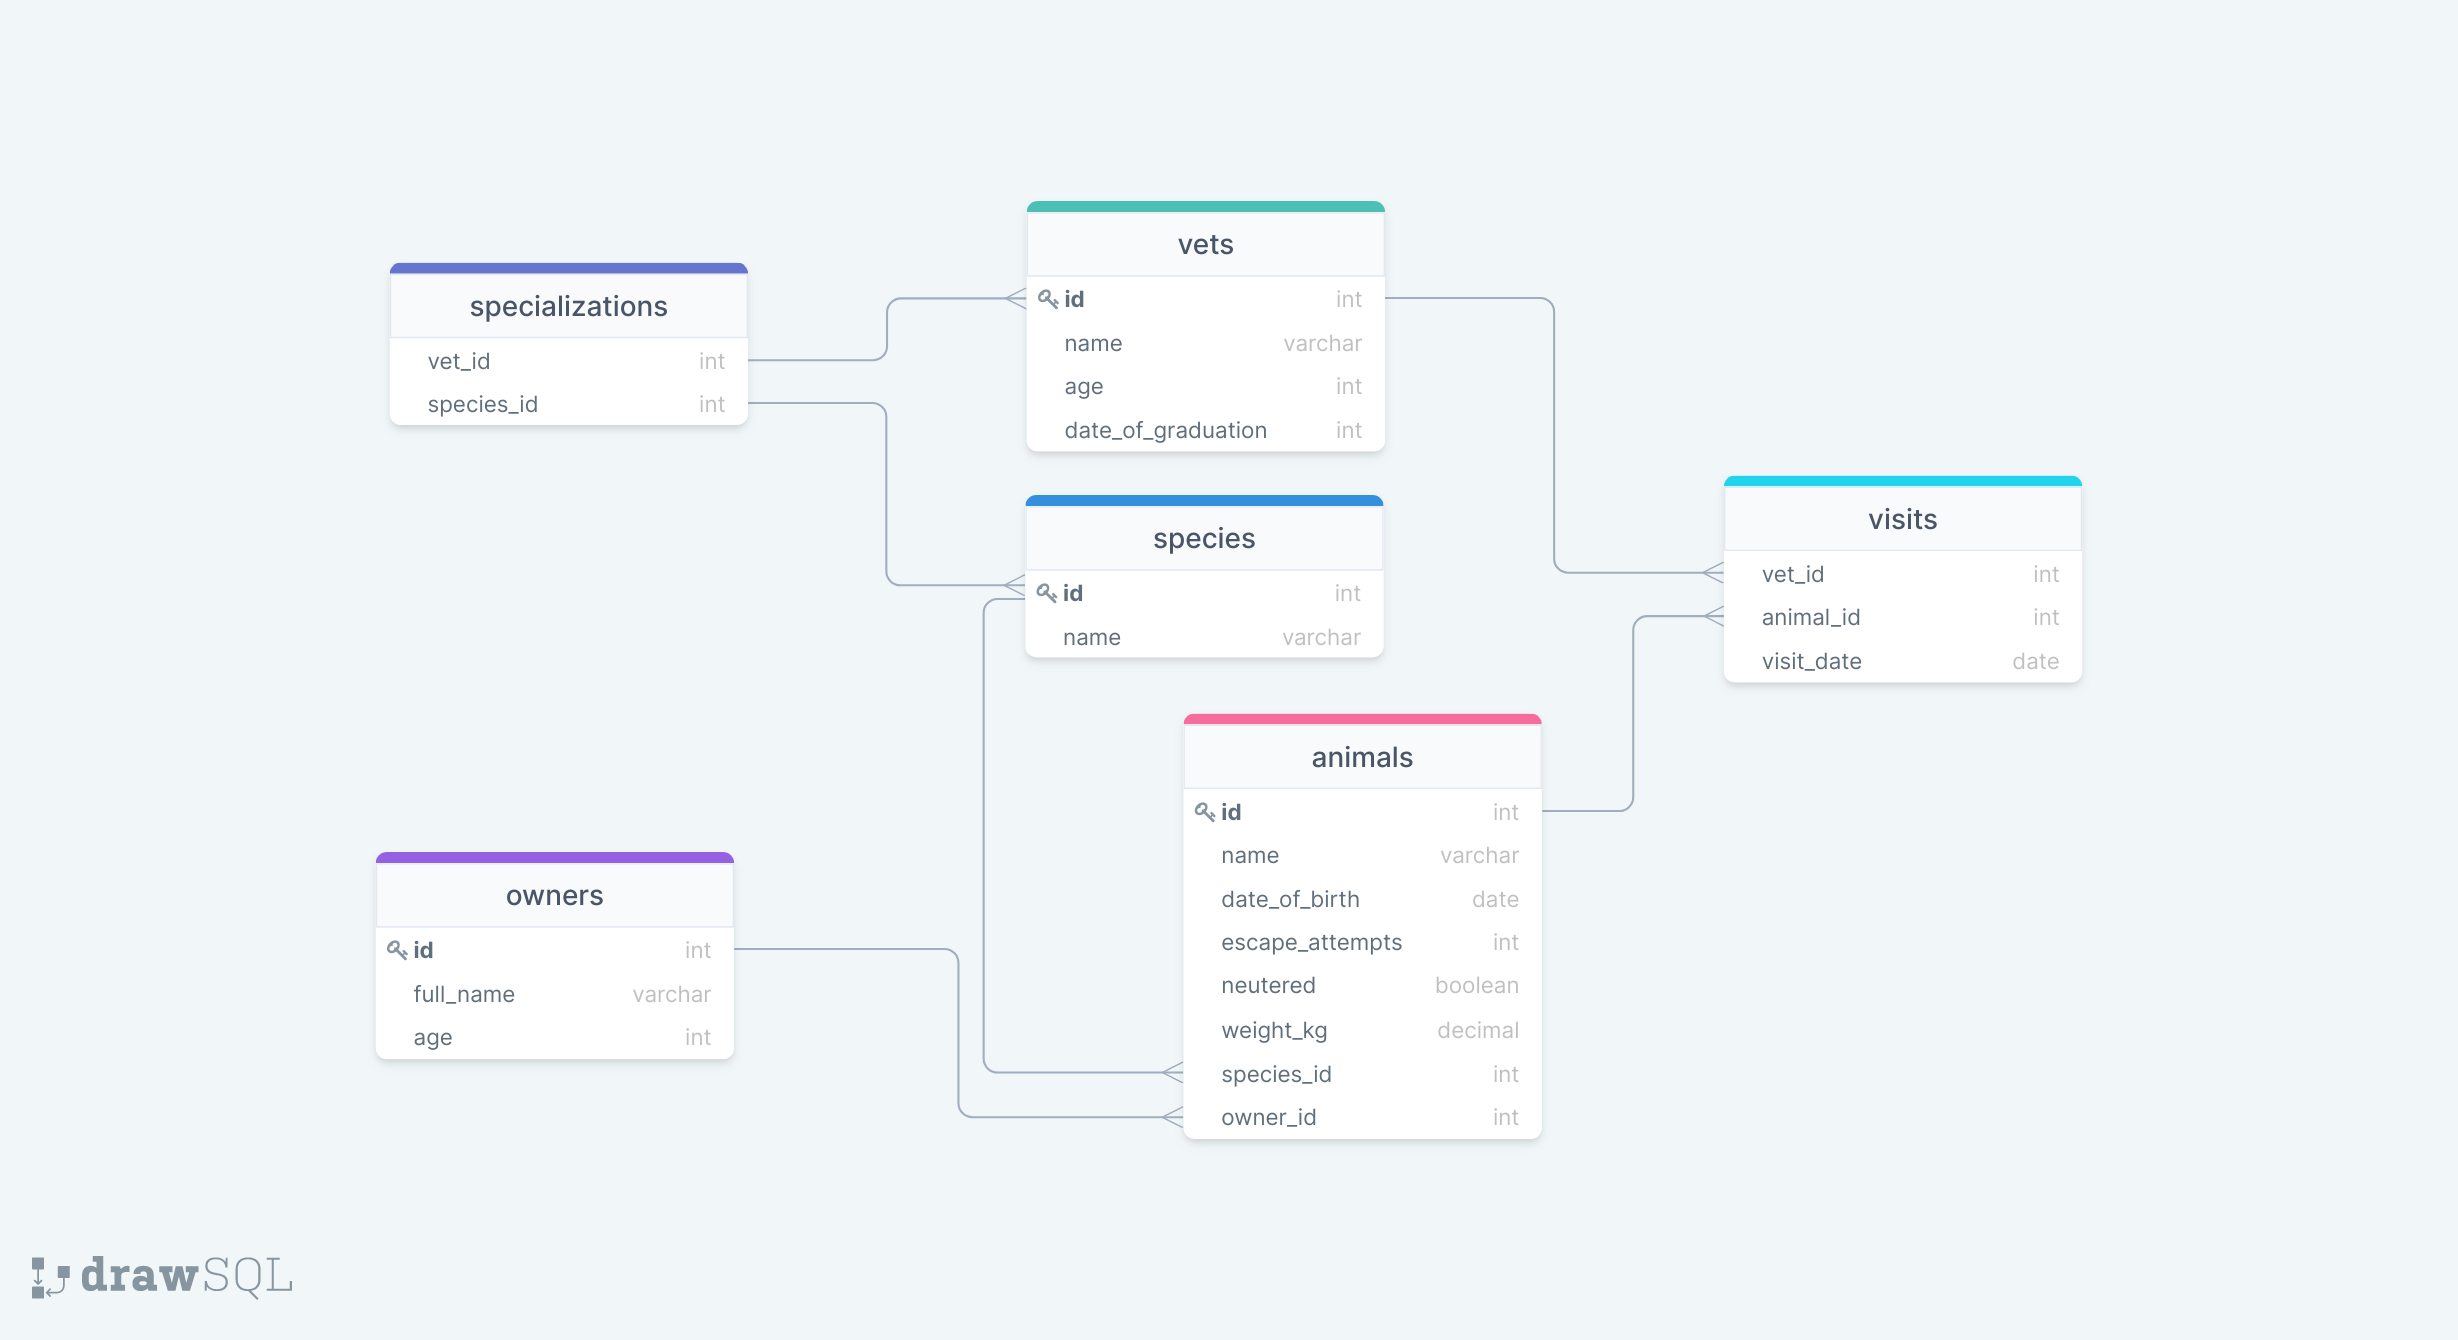 specializations
vet_id int
species_id int
vets
id int
name varchar
age int
date_of_graduation int
species
id int
name varchar
visits
vet_id int
animal_id int
visit_date date
animals
id int
name varchar
date_of_birth date
escape_attempts int
neutered boolean
weight_kg decimal
species_id int
owner_id int
owners
id int
full_name varchar
age int
drawSQL